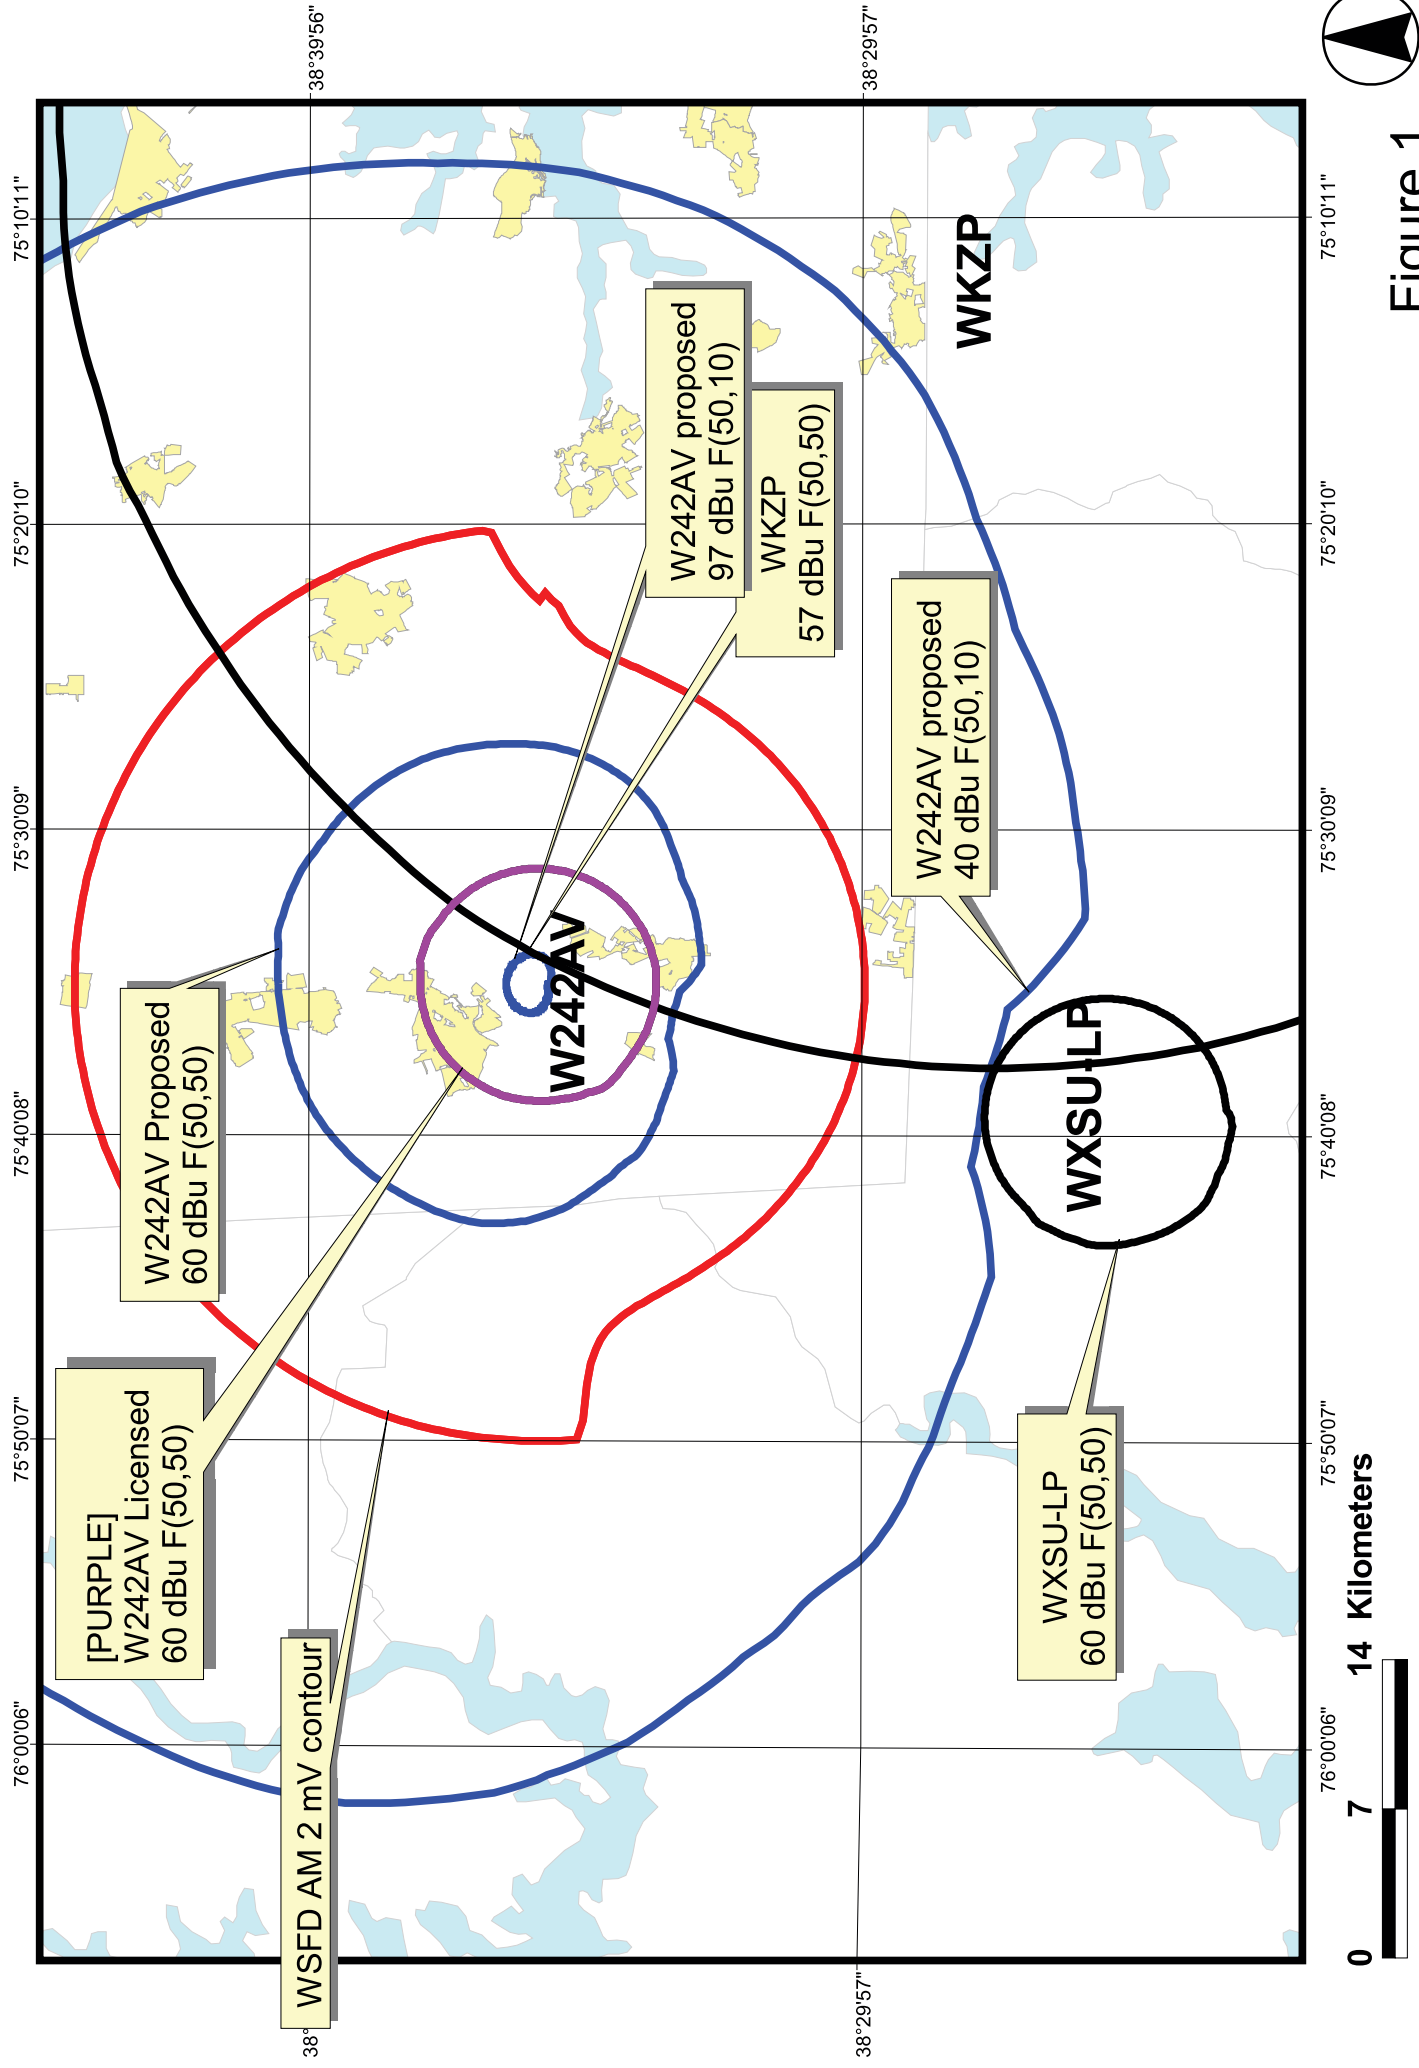 76°00'06"
75°50'07"
75°40'08"
75°30'09"
75°20'10"
75°10'11"
[PURPLE]
W242AV Licensed
60 dBu F(50,50)
W242AV Proposed
60 dBu F(50,50)
38°
38°39'56"
WSFD AM 2 mV contour
W242AV
W242AV proposed
97 dBu F(50,10)
WKZP
57 dBu F(50,50)
38°29'57"
38°29'57"
W242AV proposed
40 dBu F(50,10)
WKZP
WXSU-LP
WXSU-LP
60 dBu F(50,50)
76°00'06"
75°50'07"
75°40'08"
75°30'09"
75°20'10"
75°10'11"
0 7 14 Kilometers
Figure 1